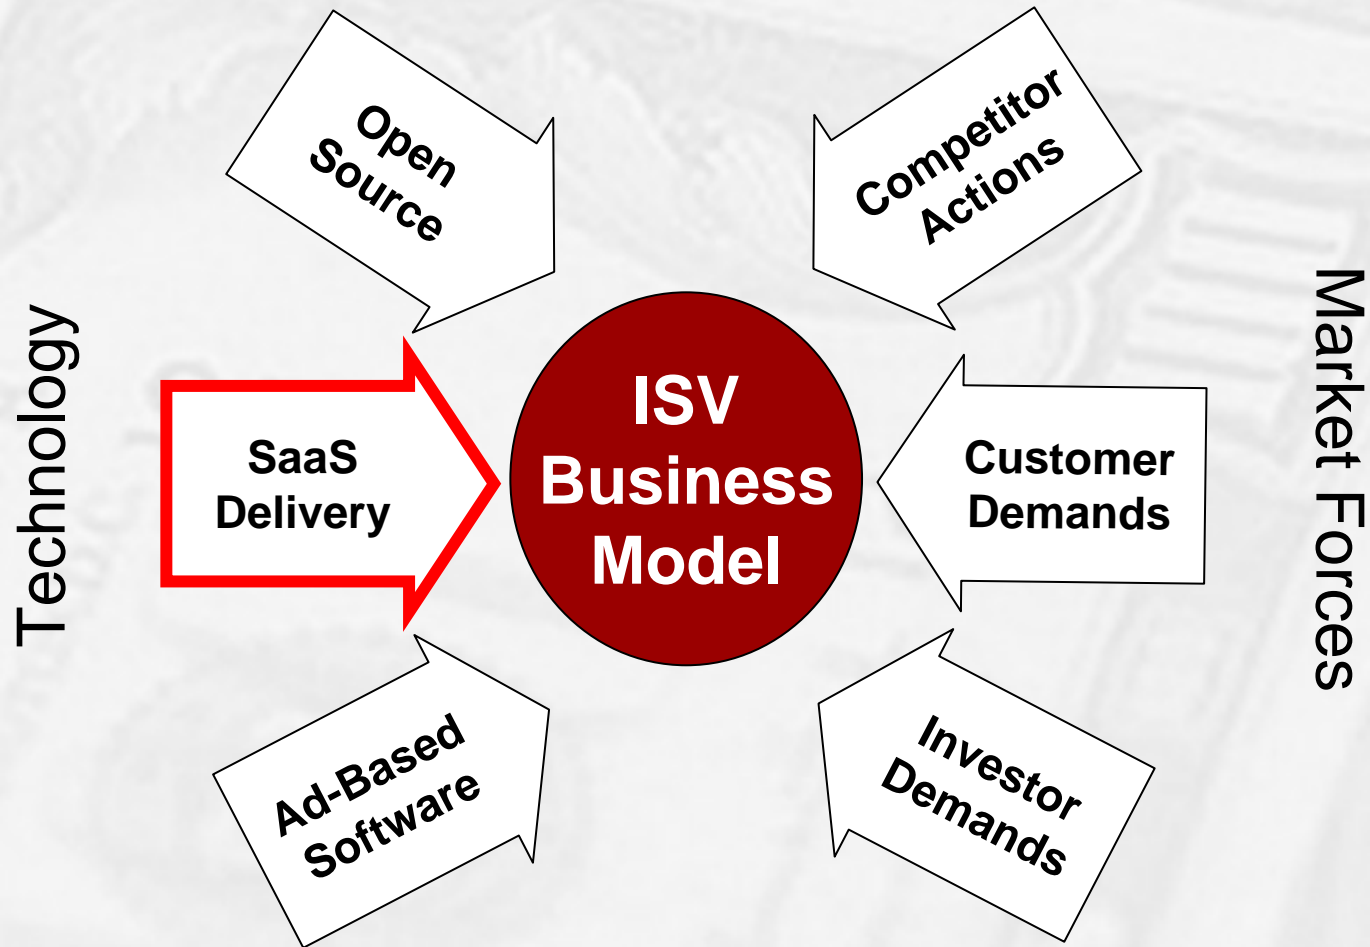 Technology
Open
Source
SaaS
Delivery
Ad-Based
Software
ISV
Business
Model
Competitor
Actions
Customer
Demands
Investor
Demands
Market Forces